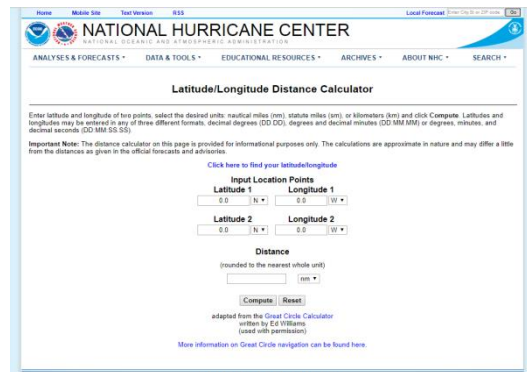 Home Mobile Site Text Version RSS Local Forecast Go
NATIONAL HURRICANE CENTER
NATIONAL OCEANIC AND ATMOSPHERIC ADMINISTRATION
ANALYSES & FORECASTS DATA & TOOLS EDUCATIONAL RESOURCES ARCHIVES ABOUT NHC SEARCH
Latitude/Longitude Distance Calculator
Enter latitude and longitude of two points, select the desired units: nautical miles (nm), statute miles (sm), or kilometers (km) and click Compute. Latitudes and
longitudes may be entered in any of three different formats, decimal degrees (DD.DD), degrees and decimal minutes (DD:MM.MM) or degrees, minutes, and
decimal seconds (DD:MM:SS.SS).
Important Note: The distance calculator on this page is provided for informational purposes only. The calculations are approximate in nature and may differ a little
from the distances as given in the official forecasts and advisories.
Click here to find your latitude/longitude
Input Location Points
Latitude 1 Longitude 1
0.0 N 0.0 W
Latitude 2 Longitude 2
0.0 N 0.0 W
Distance
(rounded to the nearest whole unit)
nm
Compute Reset
adapted from the Great Circle Calculator
written by Ed Williams
(used with permission)
More information on Great Circle navigation can be found here.